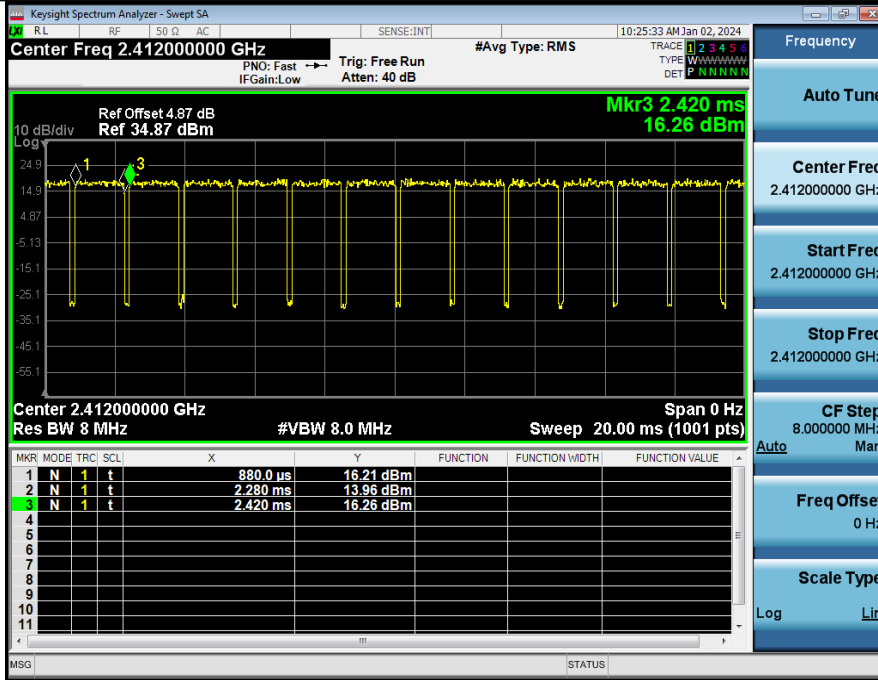 Keysight Spectrum Analyzer - Swept SA
LXI RL RF 50 Ω AC SENSE:INT 10:25:33 AM Jan 02, 2024
Center Freq 2.412000000 GHz
PNO: Fast
IFGain:Low
Trig: Free Run
Atten: 40 dB
#Avg Type: RMS
TRACE 1 2 3 4 5 6
TYPE WWWWWW
DET P N N N N N
Ref Offset 4.87 dB
10 dB/div Ref 34.87 dBm
Log
Mkr3 2.420 ms
16.26 dBm
1
3
24.9
14.9
4.87
-5.13
-15.1
-25.1
-35.1
-45.1
-55.1
Center 2.412000000 GHz Span 0 Hz
Res BW 8 MHz #VBW 8.0 MHz Sweep 20.00 ms (1001 pts)
MKR MODE TRC SCL X Y FUNCTION FUNCTION WIDTH FUNCTION VALUE
1 N 1 t 880.0 µs 16.21 dBm
2 N 1 t 2.280 ms 13.96 dBm
3 N 1 t 2.420 ms 16.26 dBm
4
5
6
7
8
9
10
11
MSG STATUS
Frequency
Auto Tune
Center Freq
2.412000000 GHz
Start Freq
2.412000000 GHz
Stop Freq
2.412000000 GHz
CF Step
8.000000 MHz
Auto Man
Freq Offset
0 Hz
Scale Type
Log Lin